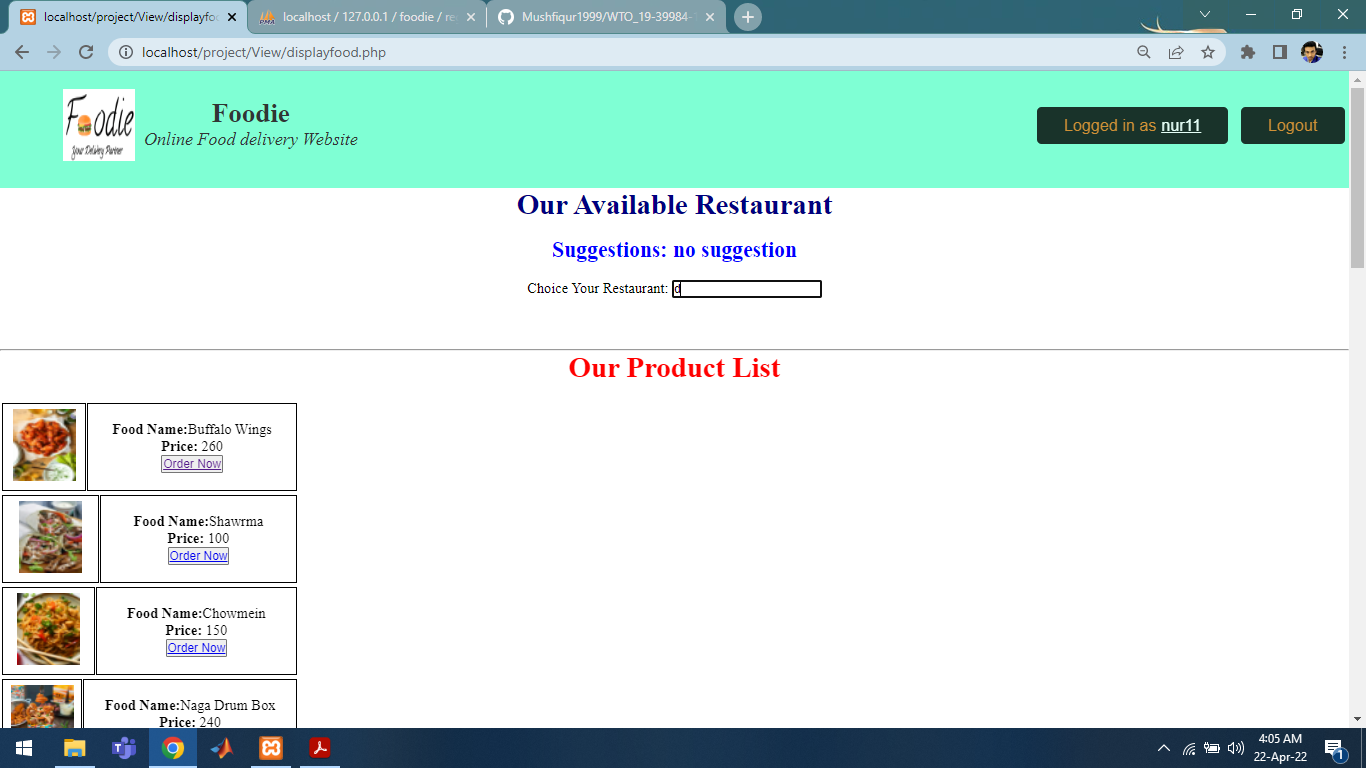 localhost/project/View/displayfo
localhost / 127.0.0.1 / foodie / re
Mushfiqur1999/WTO_19-39984-1
localhost/project/View/displayfood.php
Foodie
your Delivery Partner
Foodie
Online Food delivery Website
Logged in as nur11
Logout
Our Available Restaurant
Suggestions: no suggestion
Choice Your Restaurant: d
Our Product List
Food Name:Buffalo Wings
Price: 260
Order Now
Food Name:Shawrma
Price: 100
Order Now
Food Name:Chowmein
Price: 150
Order Now
Food Name:Naga Drum Box
Price: 240
4:05 AM
22-Apr-22
1